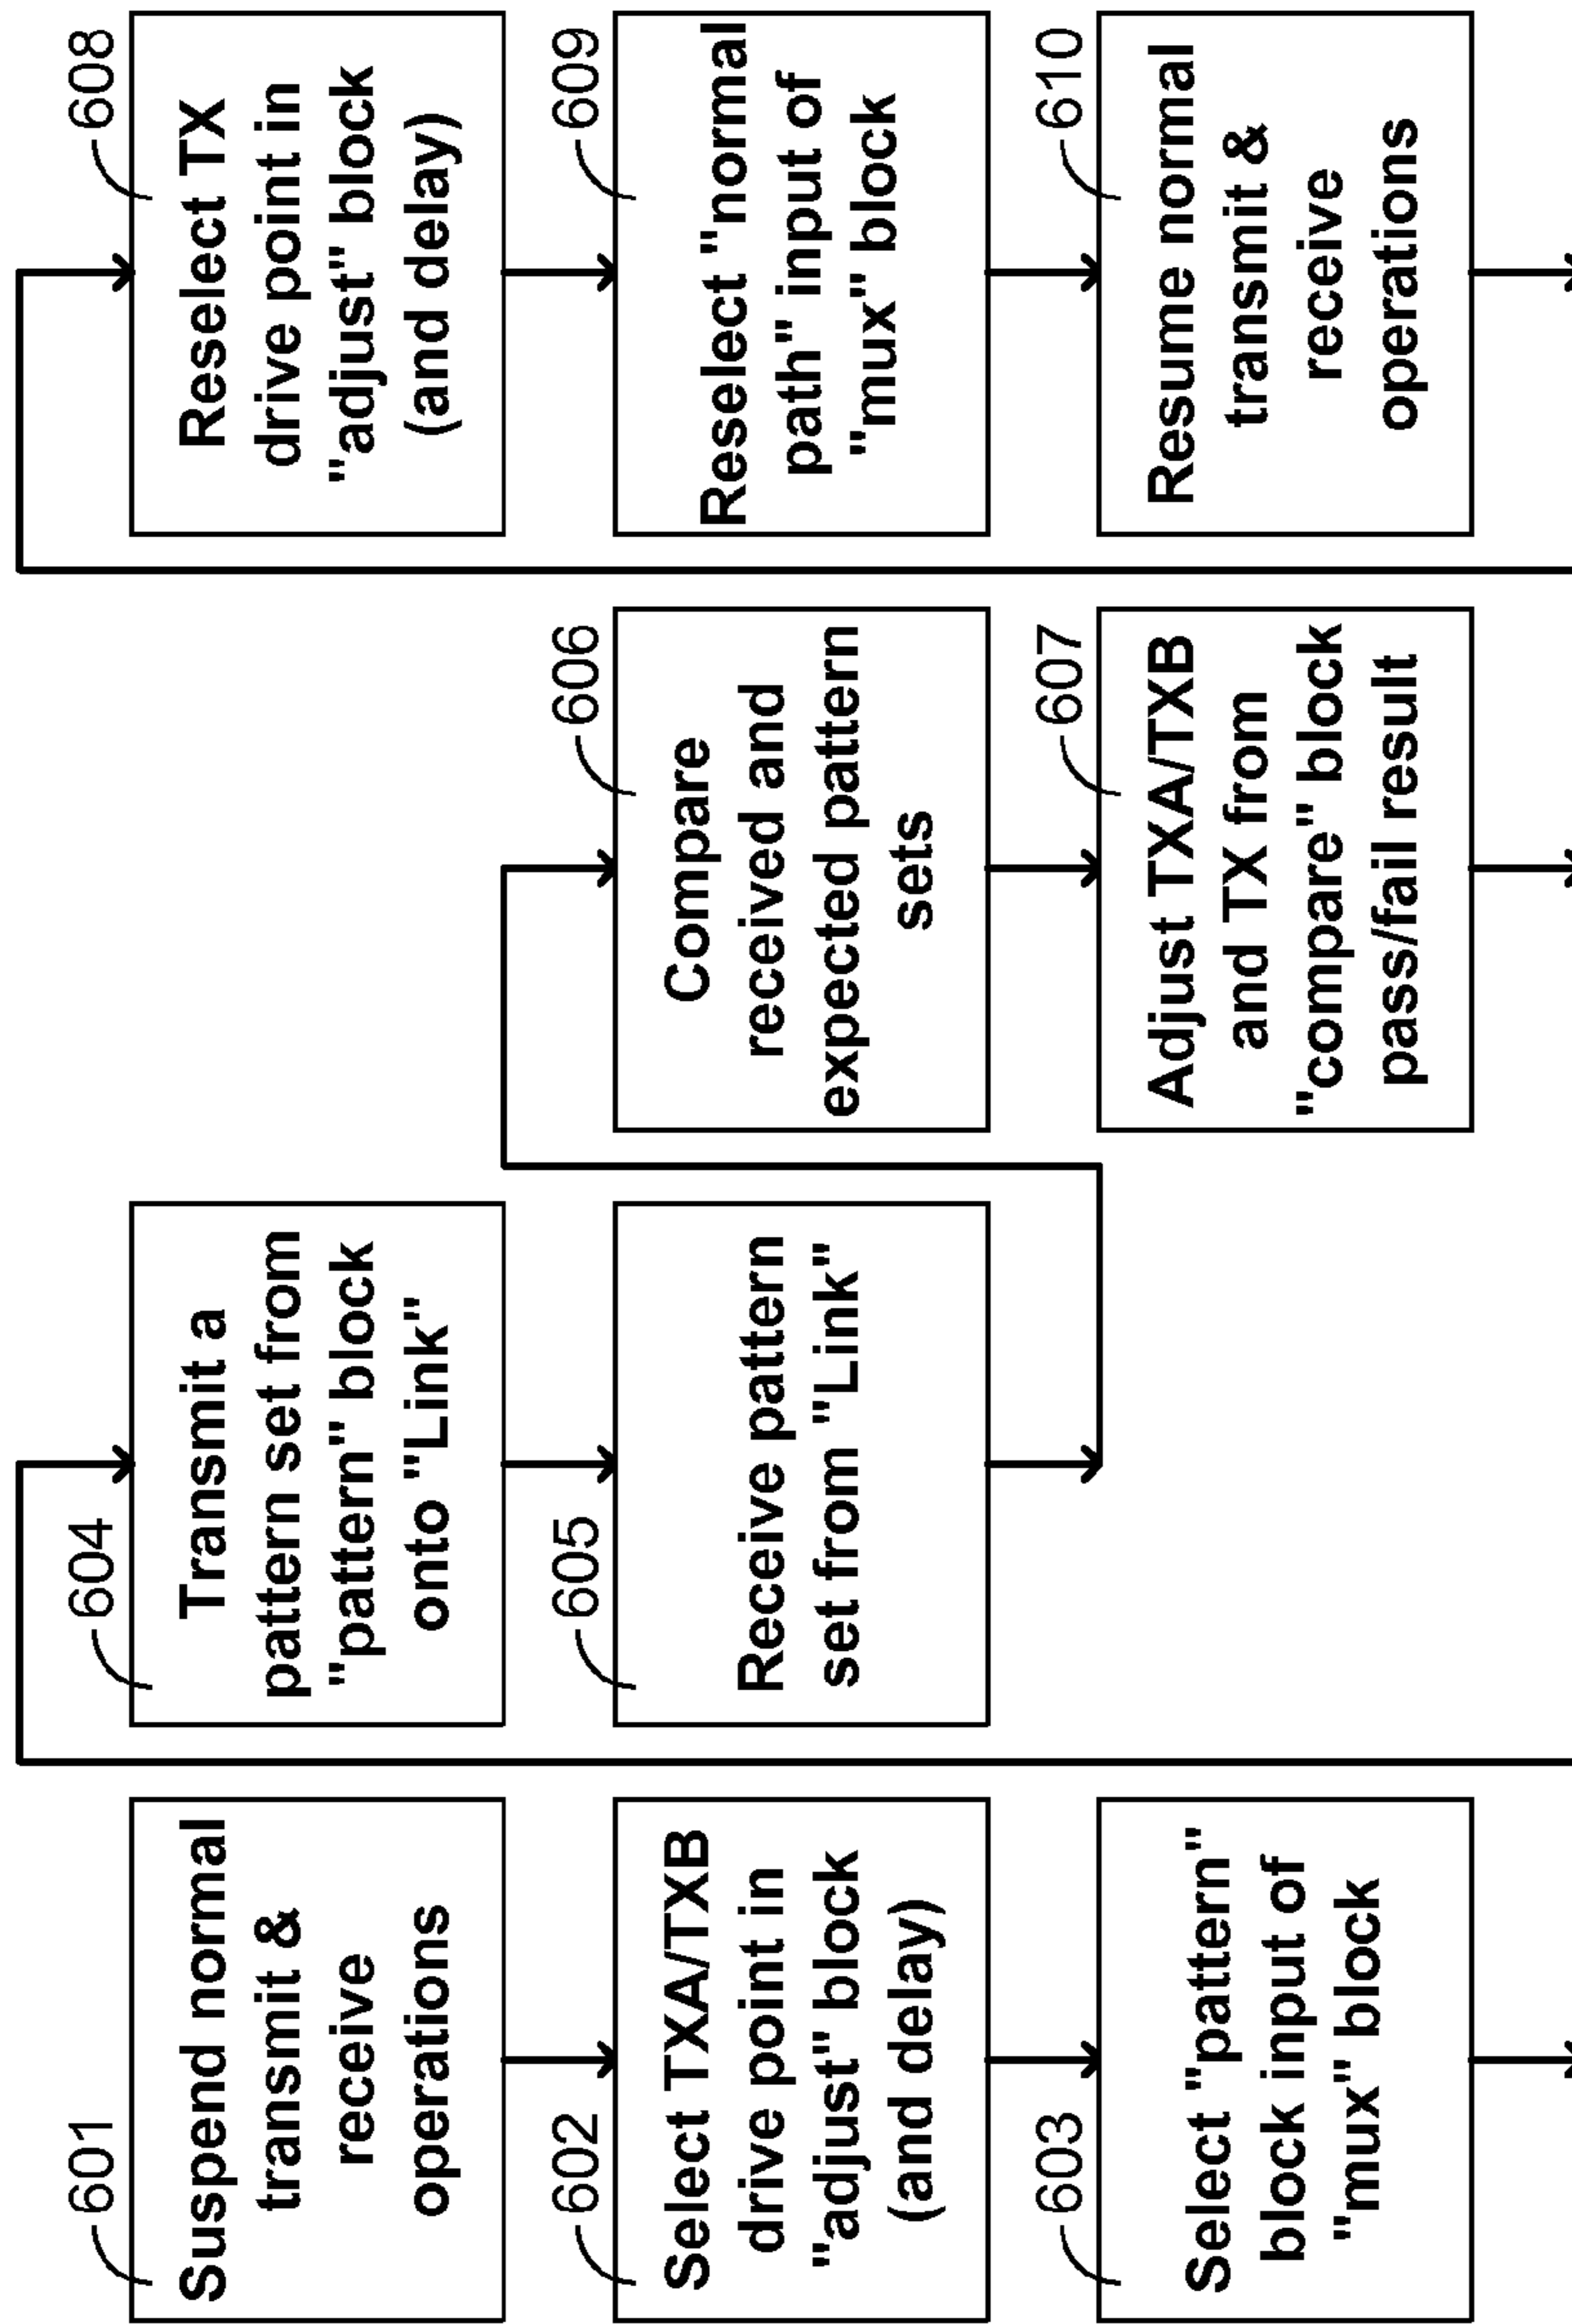 601
Suspend normal
transmit &
receive
operations
602
Select TXA/TXB
drive point in
"adjust" block
(and delay)
603
Select "pattern"
block input of
"mux" block
604
Transmit a
pattern set from
"pattern" block
onto "Link"
605
Receive pattern
set from "Link"
606
Compare
received and
expected pattern
sets
607
Adjust TXA/TXB
and TX from
"compare" block
pass/fail result
608
Reselect TX
drive point in
"adjust" block
(and delay)
609
Reselect "normal
path" input of
"mux" block
610
Resume normal
transmit &
receive
operations